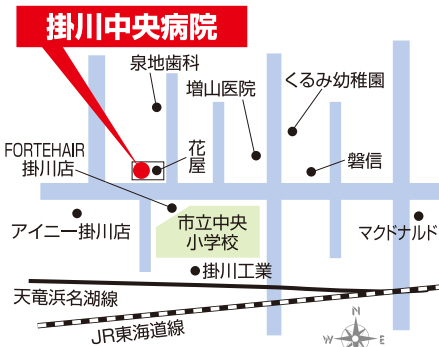 掛川中央病院
泉地歯科
くるみ幼稚園
増山医院
FORTEHAIR
掛川店
花屋
磐信
アイニー掛川店
市立中央
小学校
マクドナルド
掛川工業
天竜浜名湖線
JR東海道線
N
W
E
S